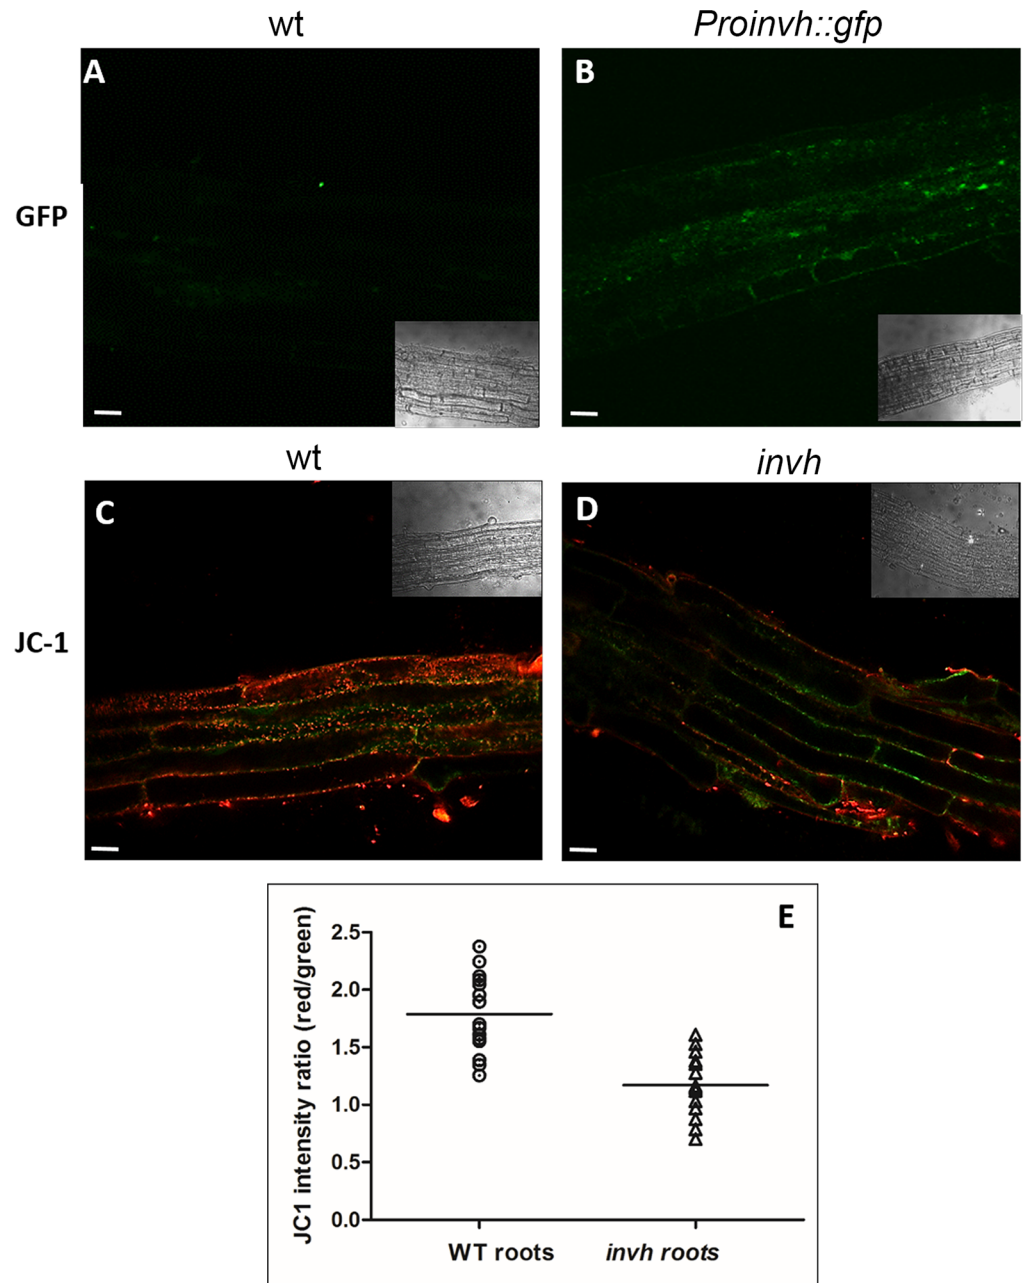 wt
Proinvh::gfp
A
B
GFP
wt
invh
C
D
JC-1
E
JC1 intensity ratio (red/green)
2.5
2.0
1.5
1.0
0.5
0.0
WT roots
invh roots